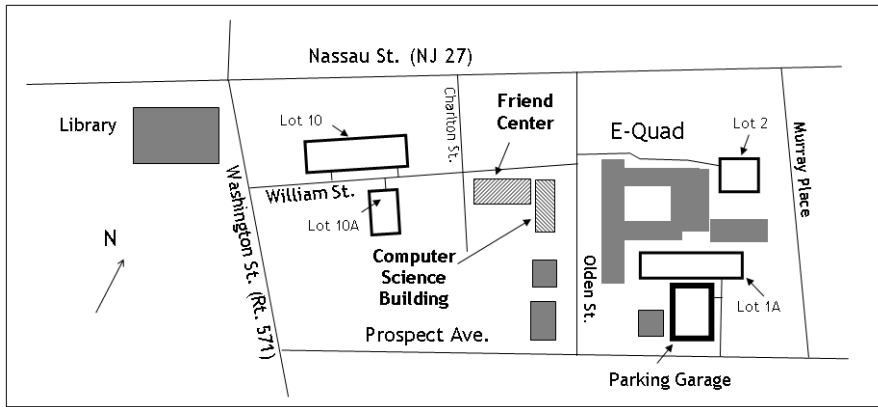 Nassau St. (NJ 27)
Library
Lot 10
Charlton St.
Friend
Center
E-Quad
Lot 2
Murray Place
Washington St. (Rt. 571)
William St.
Lot 10A
N
Computer
Science
Building
Olden St.
Lot 1A
Prospect Ave.
Parking Garage